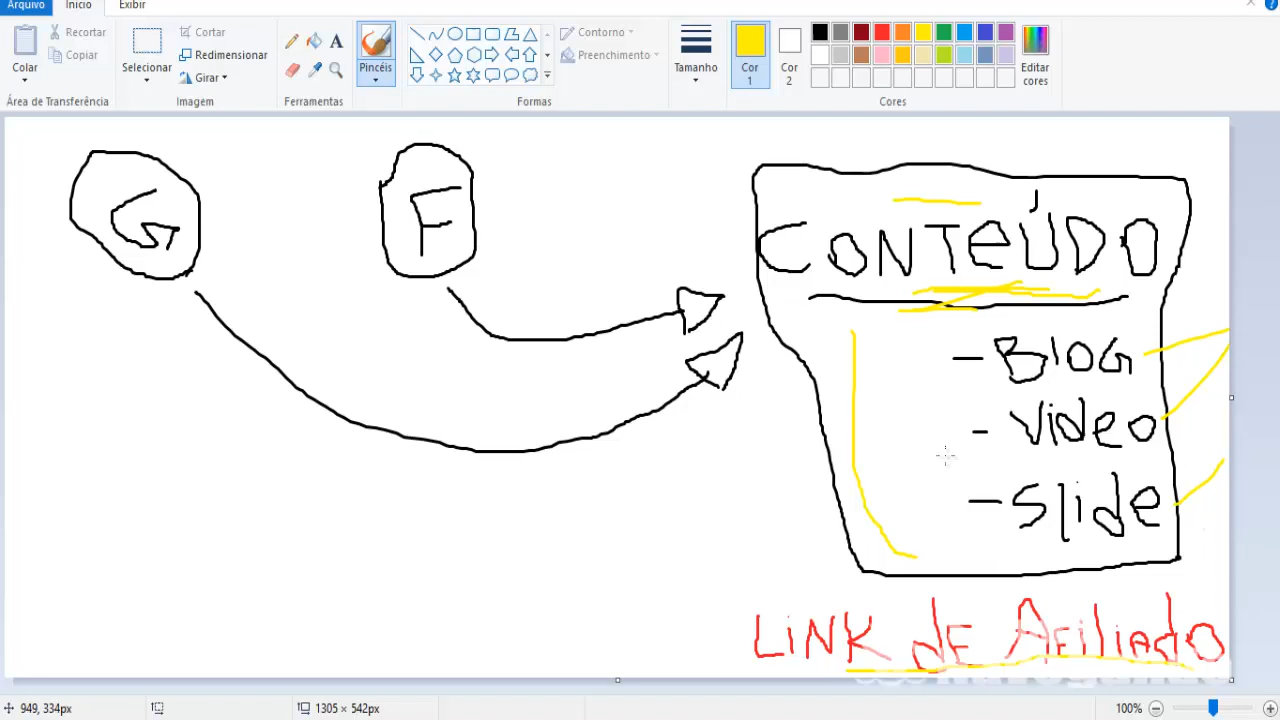 Arquivo Início Exibir
Colar
Recortar
Copiar
Área de Transferência
Selecionar
Cortar
Redimensionar
Girar
Imagem
A
Ferramentas
Pincéis
Contorno
Preenchimento
Formas
Tamanho
Cor 1
Cor 2
Editar cores
Cores
G F
CONTEÚDO
- BLOG
- VídeO
- Slide
LiNK dE AFiliAdO
949, 334px 1305 × 542px 100%